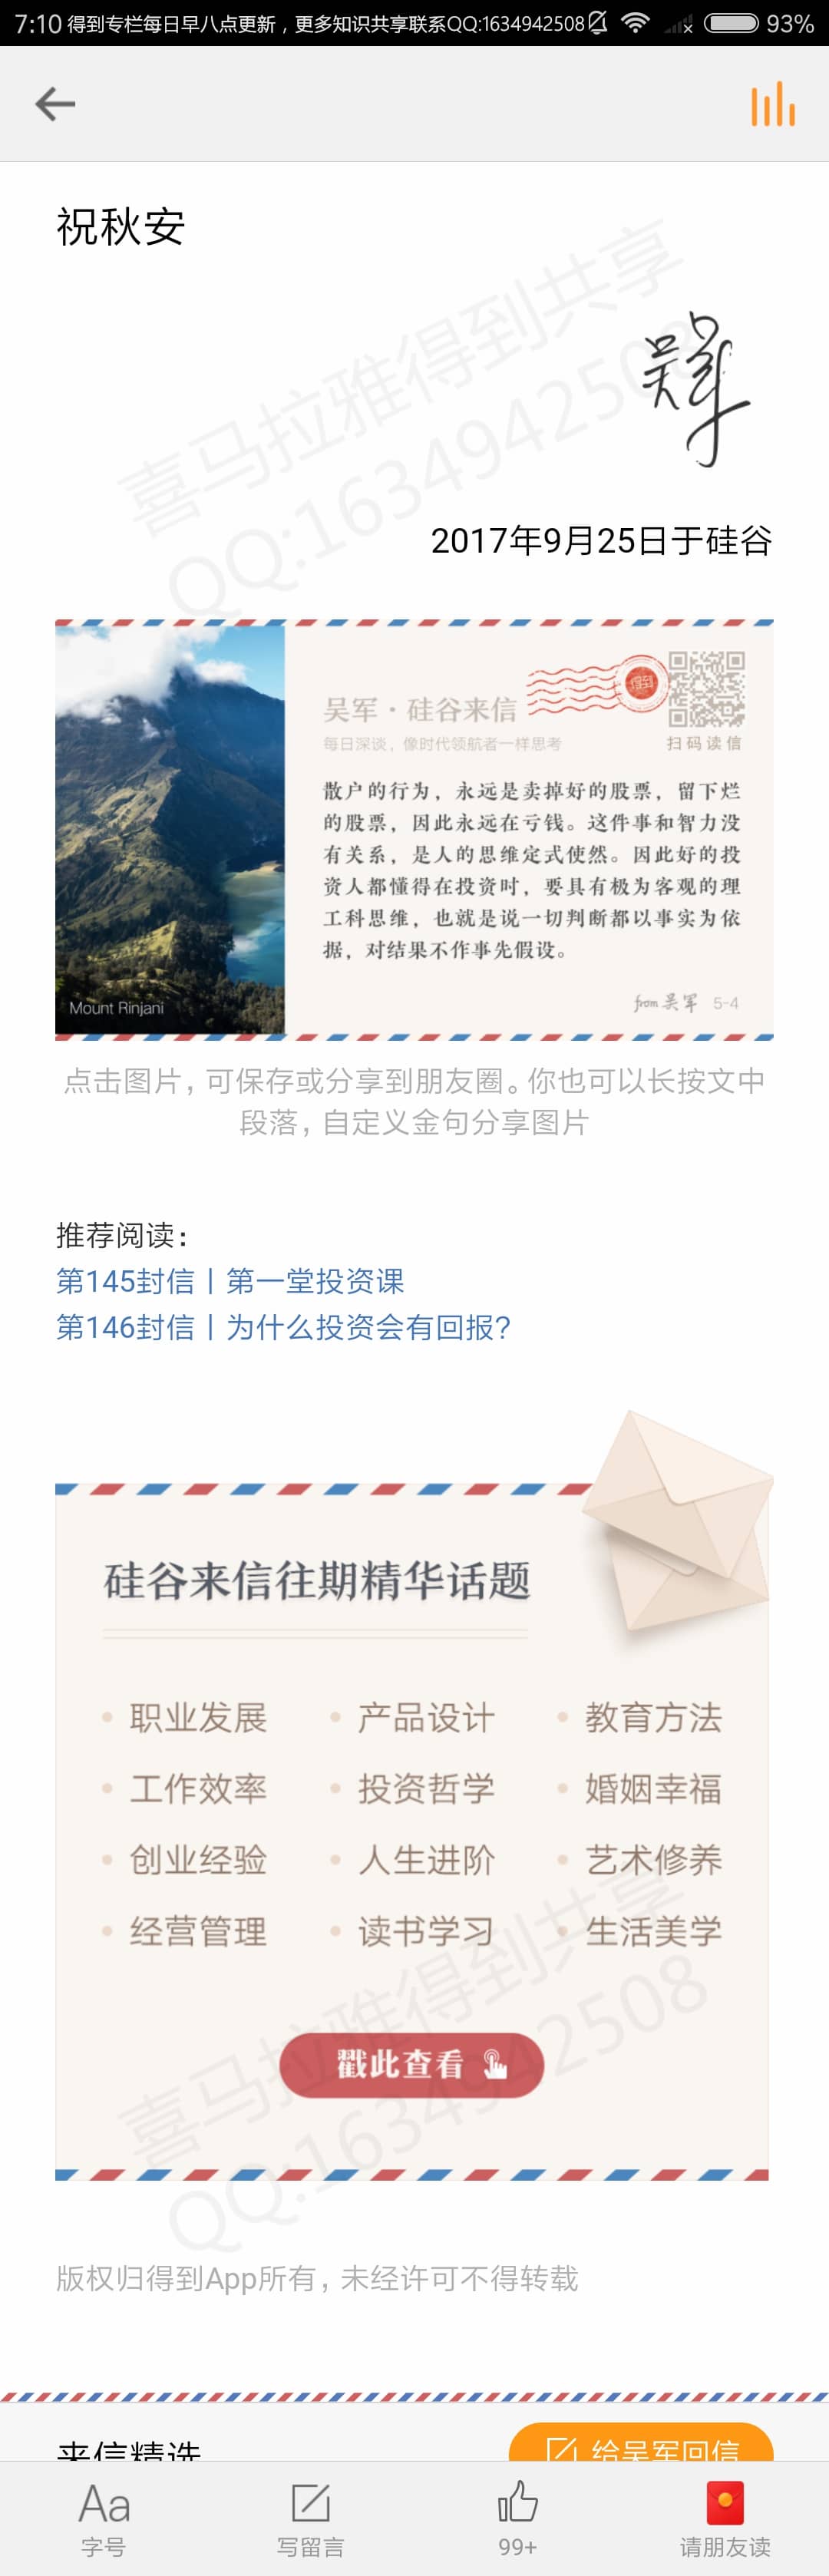 7:10 得到专栏每日早八点更新，更多知识共享联系QQ:1634942508 93%
祝秋安
喜马拉雅得到共享
QQ:1634942508
吴军
2017年9月25日于硅谷
吴军·硅谷来信
得到
每日深谈，像时代领航者一样思考
扫码读信
散户的行为，永远是卖掉好的股票，留下烂
的股票，因此永远在亏钱。这件事和智力没
有关系，是人的思维定式使然。因此好的投
资人都懂得在投资时，要具有极为客观的理
工科思维，也就是说一切判断都以事实为依
据，对结果不作事先假设。
Mount Rinjani
from 吴军 5-4
点击图片，可保存或分享到朋友圈。你也可以长按文中
段落，自定义金句分享图片
推荐阅读：
第145封信丨第一堂投资课
第146封信丨为什么投资会有回报？
硅谷来信往期精华话题
职业发展 产品设计 教育方法
工作效率 投资哲学 婚姻幸福
创业经验 人生进阶 艺术修养
经营管理 读书学习 生活美学
喜马拉雅得到共享
QQ:1634942508
戳此查看
版权归得到App所有，未经许可不得转载
来信精选 给吴军回信
Aa
字号 写留言 99+ 请朋友读